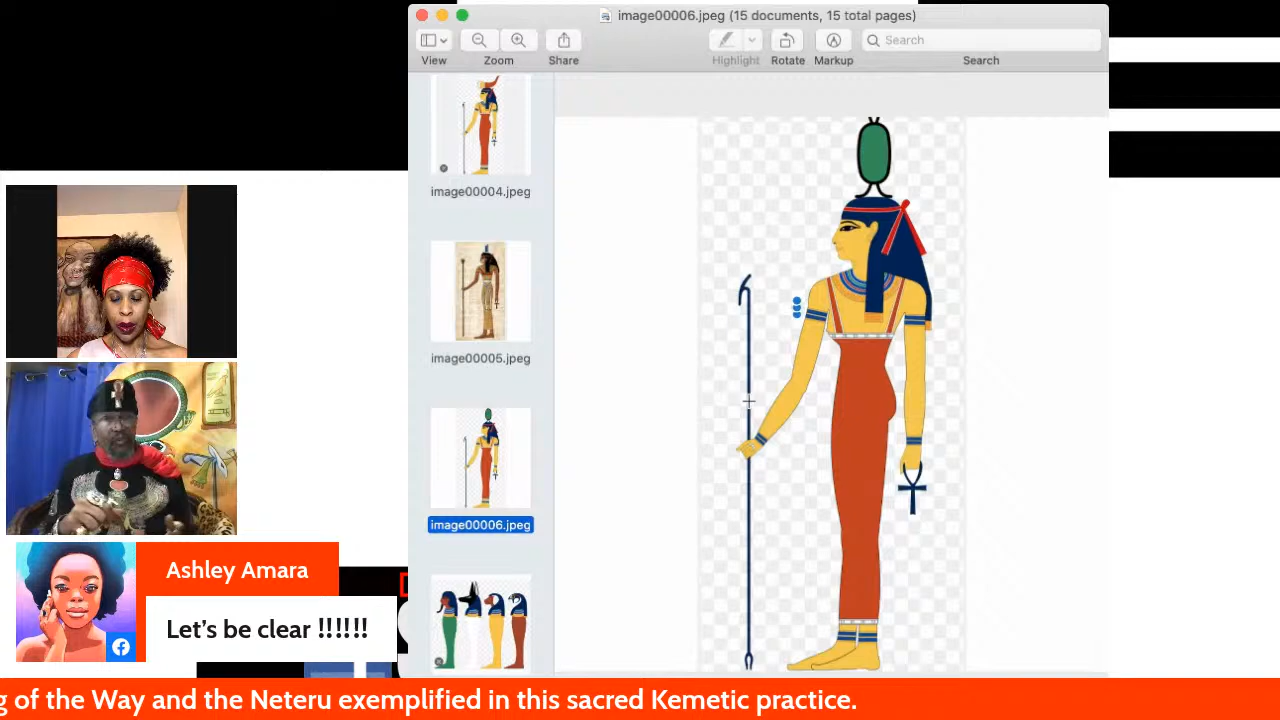 image00006.jpeg (15 documents, 15 total pages)
View
Zoom
Share
Highlight
Rotate
Markup
Search
Search
image00004.jpeg
image00005.jpeg
image00006.jpeg
Ashley Amara
Let's be clear !!!!!!
of the Way and the Neteru exemplified in this sacred Kemetic practice.